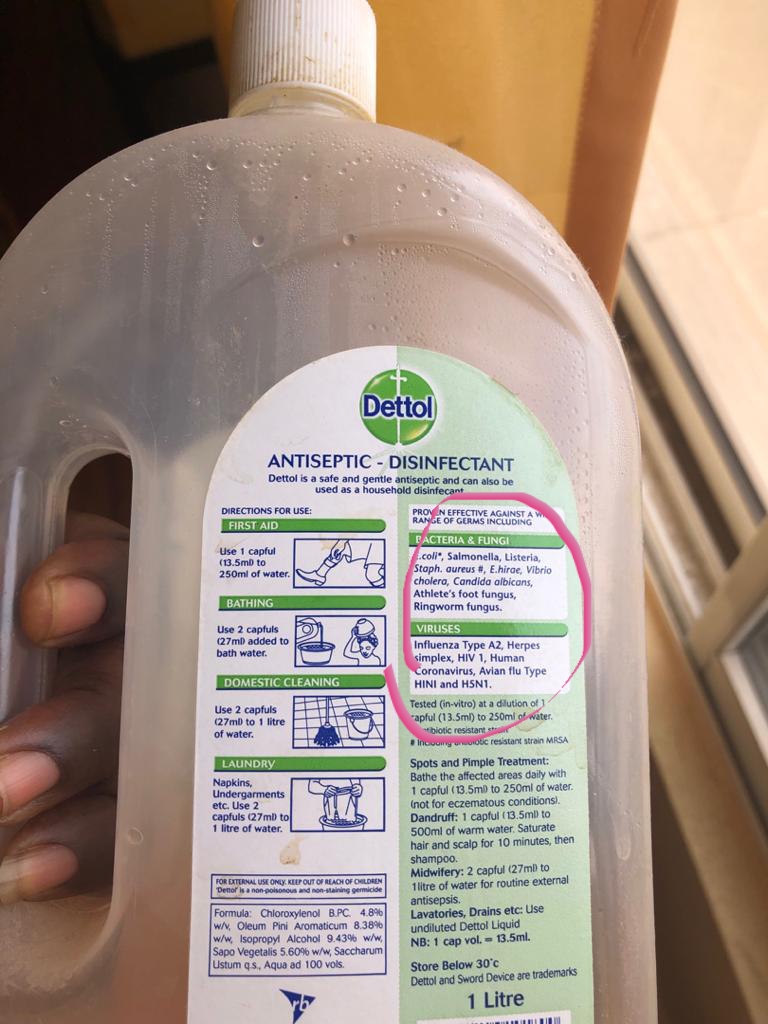 Dettol
ANTISEPTIC - DISINFECTANT
Dettol is a safe and gentle antiseptic and can also be
used as a household disinfecant
DIRECTIONS FOR USE:
FIRST AID
Use 1 capful
(13.5ml) to
250ml of water.
BATHING
Use 2 capfuls
(27ml) added to
bath water.
DOMESTIC CLEANING
Use 2 capfuls
(27ml) to 1 litre
of water.
LAUNDRY
Napkins,
Undergarments
etc. Use 2
capfuls (27ml) to
1 litre of water.
FOR EXTERNAL USE ONLY. KEEP OUT OF REACH OF CHILDREN
'Dettol' is a non-poisonous and non-staining germicide
Formula: Chloroxylenol B.PC. 4.8%
w/v, Oleum Pini Aromaticum 8.38%
w/w, Isopropyl Alcohol 9.43% w/w,
Sapo Vegetalis 5.60% w/w, Saccharum
Ustum q.s., Aqua ad 100 vols.
rb
PROVEN EFFECTIVE AGAINST A
RANGE OF GERMS INCLUDING
BACTERIA & FUNGI
E.coli*, Salmonella, Listeria,
Staph. aureus #, E.hirae, Vibrio
cholera, Candida albicans,
Athlete's foot fungus,
Ringworm fungus.
VIRUSES
Influenza Type A2, Herpes
simplex, HIV 1, Human
Coronavirus, Avian flu Type
HINI and H5N1.
Tested (in-vitro) at a dilution of 1
capful (13.5ml) to 250ml of water.
antibiotic resistant
# Including antibiotic resistant strain MRSA
Spots and Pimple Treatment:
Bathe the affected areas daily with
1 capful (13.5ml) to 250ml of water.
(not for eczematous conditions).
Dandruff: 1 capful (13.5ml) to
500ml of warm water. Saturate
hair and scalp for 10 minutes, then
shampoo.
Midwifery: 2 capful (27ml) to
1litre of water for routine external
antisepsis.
Lavatories, Drains etc: Use
undiluted Dettol Liquid
NB: 1 cap vol. = 13.5ml.
Store Below 30°c
Dettol and Sword Device are trademarks
1 Litre